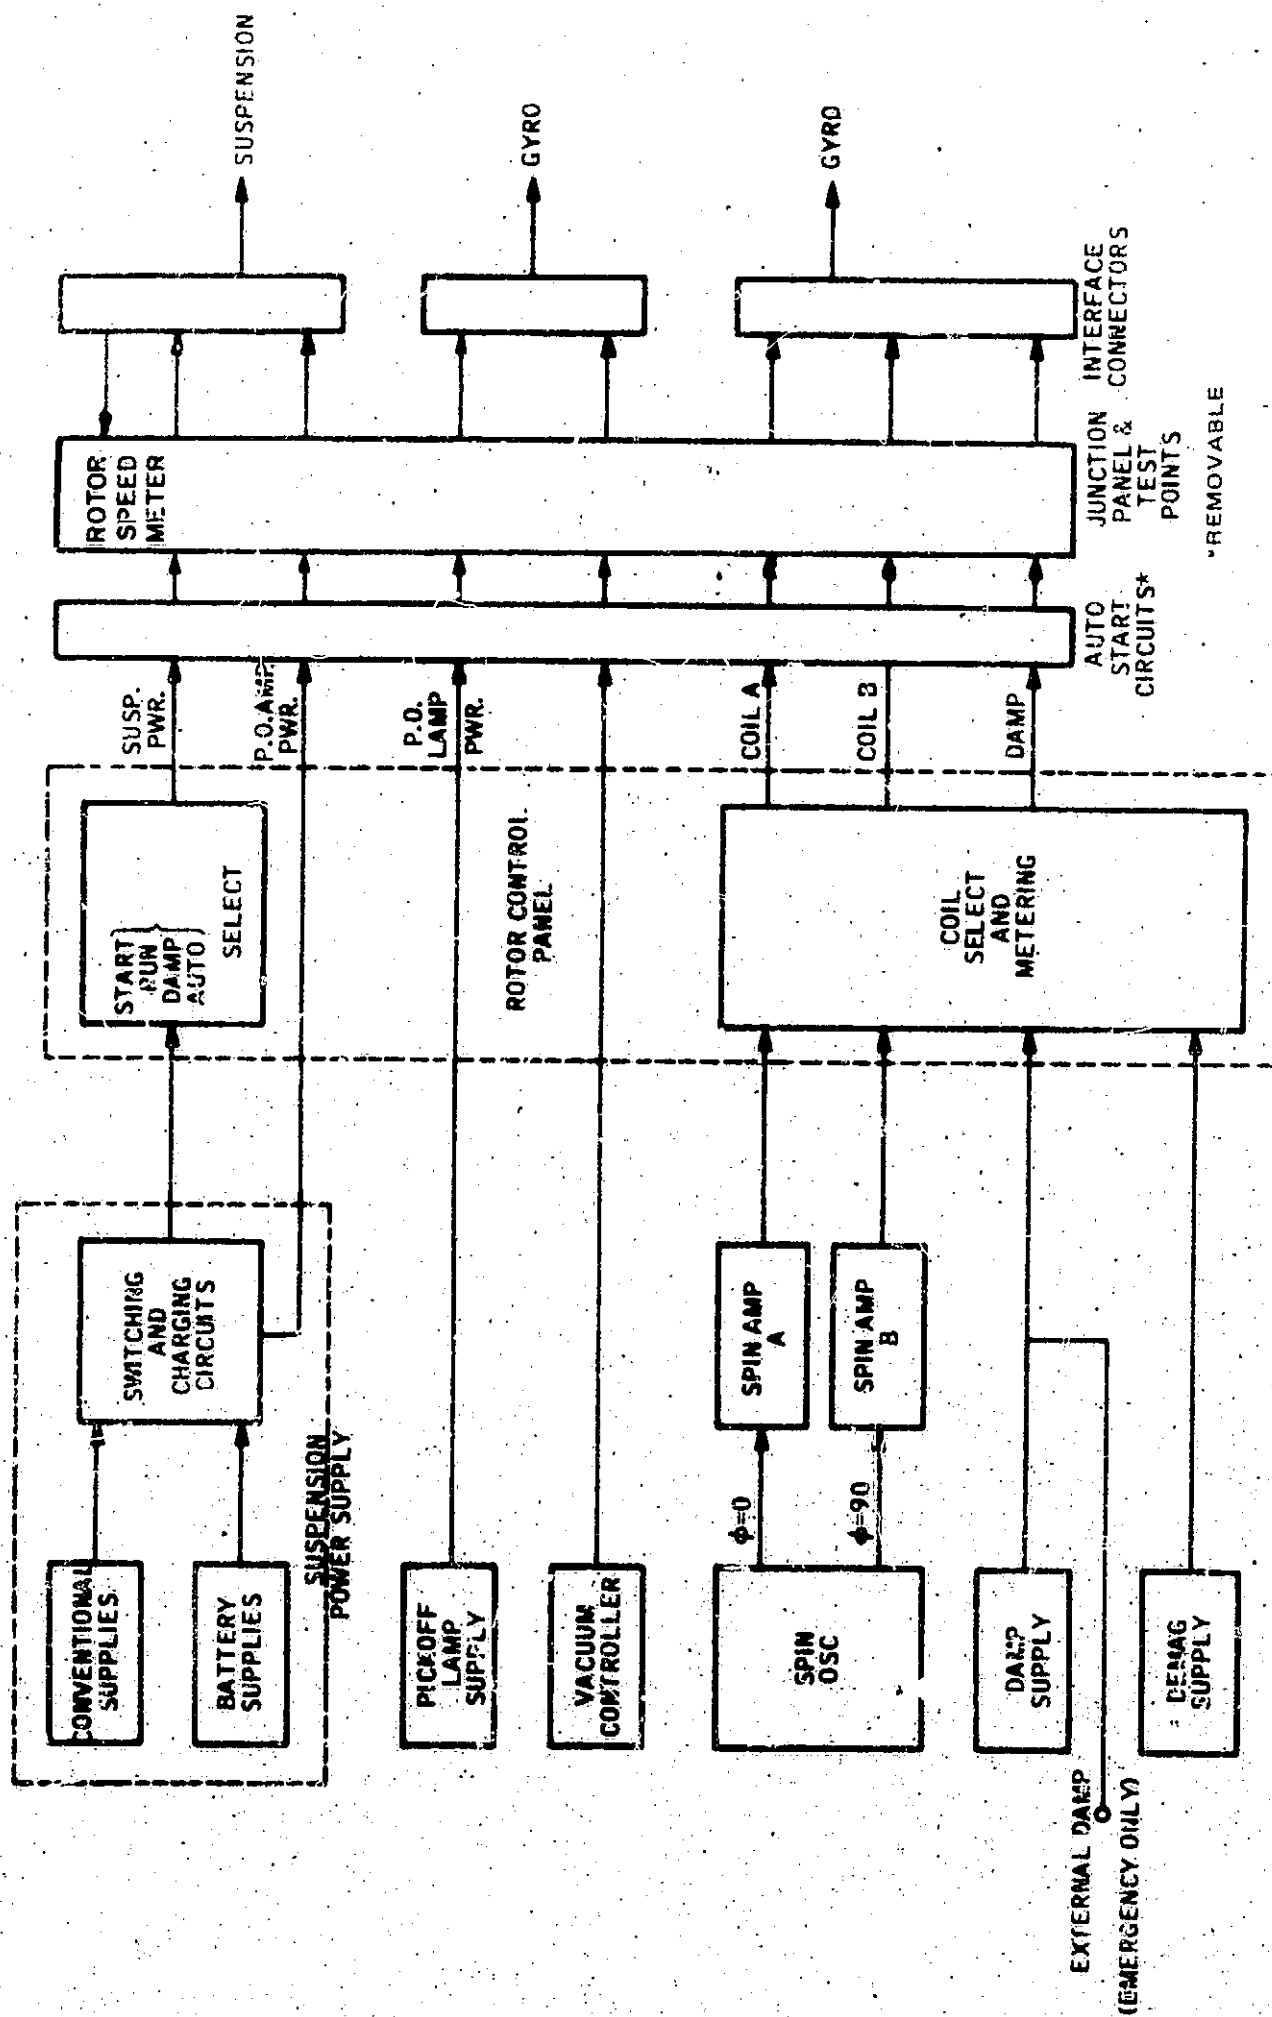 CONVENTIONAL
SUPPLIES
BATTERY
SUPPLIES
SUSPENSION
POWER SUPPLY
SWITCHING
AND
CHARGING
CIRCUITS
START
RUN
DAMP
AUTO
SELECT
SUSP.
PWR.
P.O. AMP.
PWR.
ROTOR
SPEED
METER
SUSPENSION
PICKOFF
LAMP
SUPPLY
VACUUM
CONTROLLER
ROTOR CONTROL
PANEL
P.O.
LAMP
PWR.
GYRO
SPIN
OSC
ϕ=0
ϕ=90
SPIN AMP
A
SPIN AMP
B
COIL
SELECT
AND
METERING
COIL A
COIL B
DAMP
GYRO
DAMP
SUPPLY
DEMAG
SUPPLY
EXTERNAL DAMP
(EMERGENCY ONLY)
AUTO
START
CIRCUITS*
JUNCTION
PANEL &
TEST
POINTS
INTERFACE
CONNECTORS
*REMOVABLE